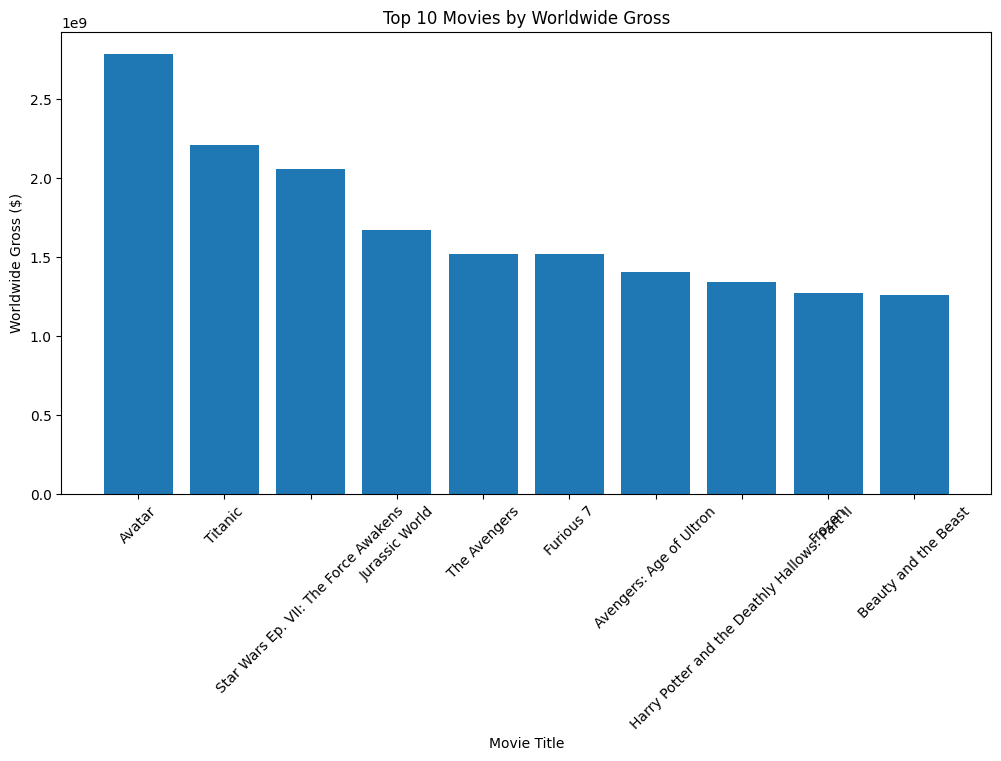 Top 10 Movies by Worldwide Gross
1e9
Worldwide Gross ($)
2.5
2.0
1.5
1.0
0.5
0.0
Avatar
Titanic
Star Wars Ep. VII: The Force Awakens
Jurassic World
The Avengers
Furious 7
Avengers: Age of Ultron
Harry Potter and the Deathly Hallows: Part II
Frozen
Beauty and the Beast
Movie Title